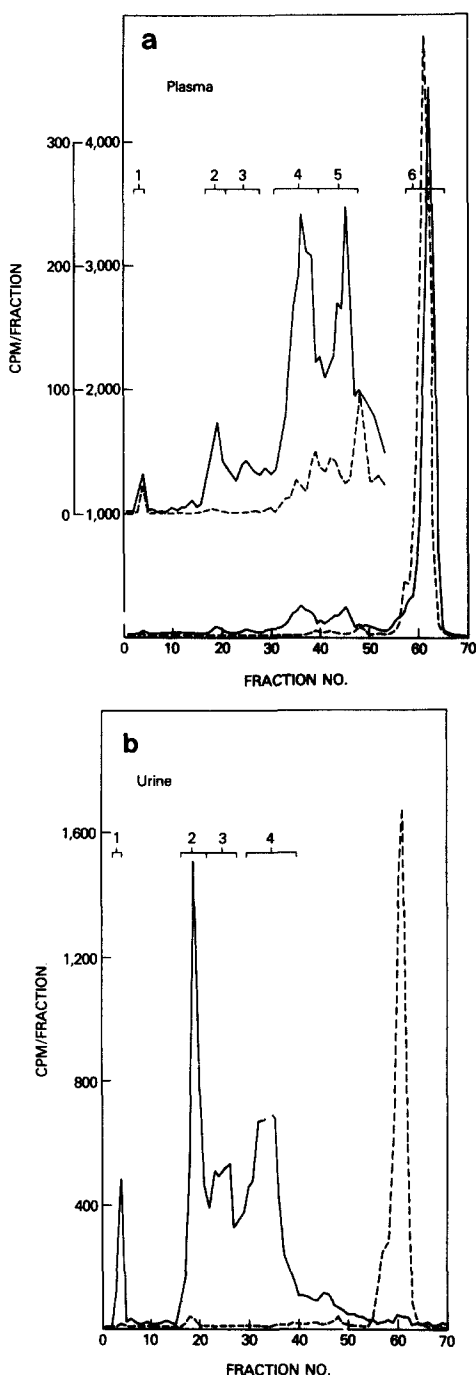 a
Plasma
300 4,000
1 2 3 4 5 6
200 3,000
CPM/FRACTION
100 2,000
0 1,000
0 10 20 30 40 50 60 70
FRACTION NO.
b
Urine
1 2 3 4
1,600
1,200
CPM/FRACTION
800
400
0 10 20 30 40 50 60 70
FRACTION NO.